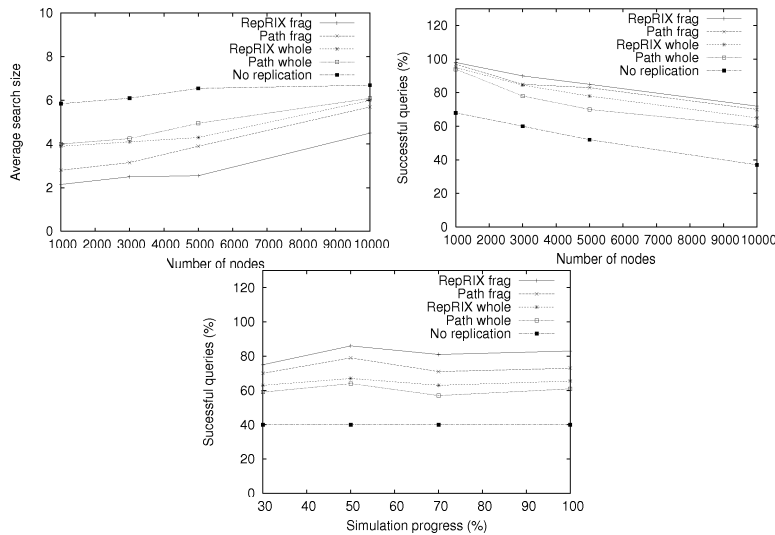 10
8
6
4
2
0
Average search size
RepRIX frag
Path frag
RepRIX whole
Path whole
No replication
1000 2000 3000 4000 5000 6000 7000 8000 9000 10000
Number of nodes
120
100
80
60
40
20
0
Successful queries (%)
RepRIX frag
Path frag
RepRIX whole
Path whole
No replication
1000 2000 3000 4000 5000 6000 7000 8000 9000 10000
Number of nodes
120
100
80
60
40
20
0
Sucessful queries (%)
RepRIX frag
Path frag
RepRIX whole
Path whole
No replication
30 40 50 60 70 80 90 100
Simulation progress (%)